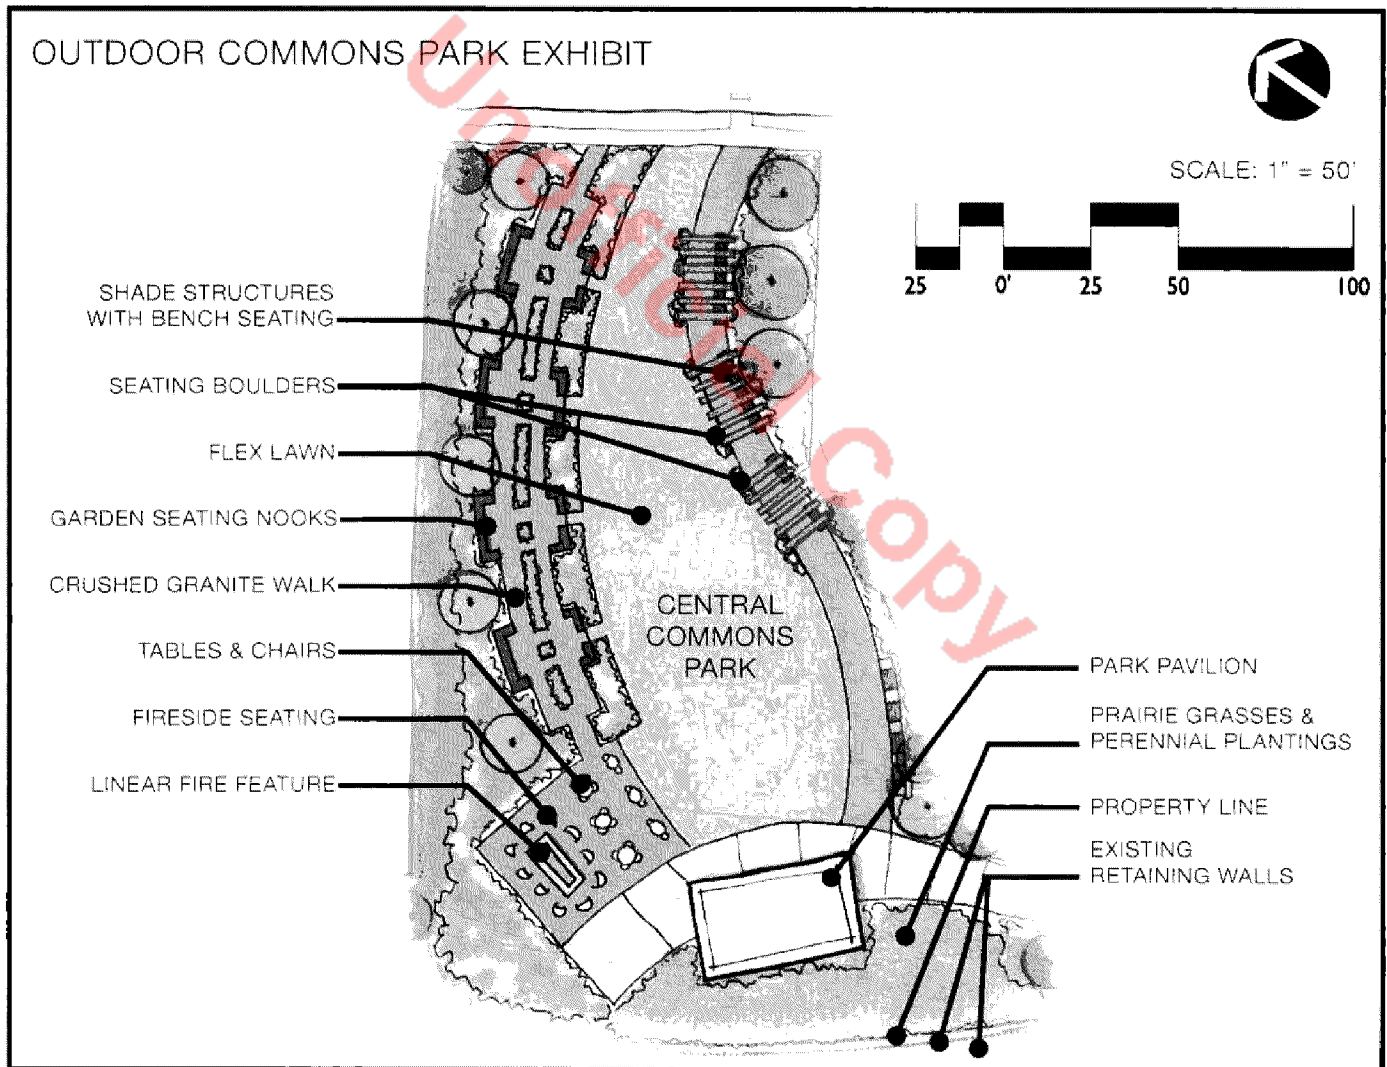 OUTDOOR COMMONS PARK EXHIBIT
SCALE: 1" = 50'
25 0' 25 50 100
SHADE STRUCTURES
WITH BENCH SEATING
SEATING BOULDERS
FLEX LAWN
GARDEN SEATING NOOKS
CRUSHED GRANITE WALK
TABLES & CHAIRS
FIRESIDE SEATING
LINEAR FIRE FEATURE
CENTRAL
COMMONS
PARK
PARK PAVILION
PRAIRIE GRASSES &
PERENNIAL PLANTINGS
PROPERTY LINE
EXISTING
RETAINING WALLS
Unofficial Copy